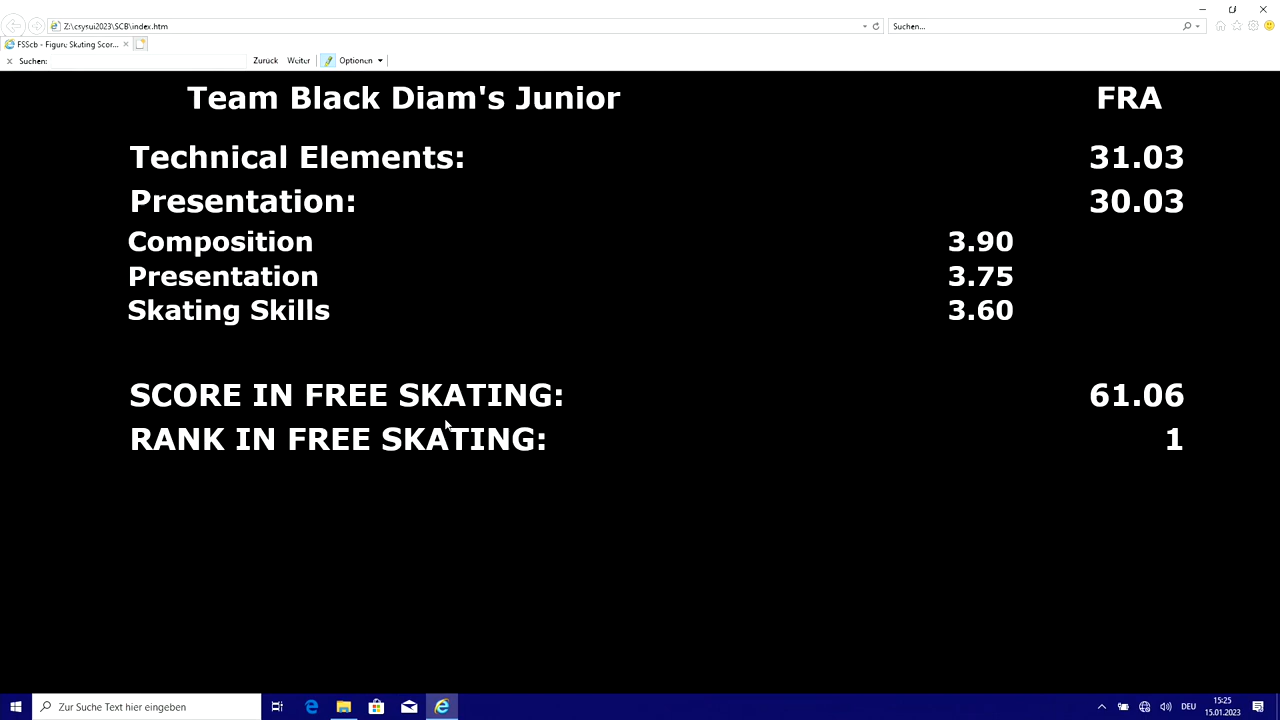 Z:\csysui2023\SCB\index.htm
Suchen...
FSScb - Figure Skating Scor...
Suchen:
Zurück
Weiter
Optionen
Team Black Diam's Junior FRA
Technical Elements: 31.03
Presentation: 30.03
Composition 3.90
Presentation 3.75
Skating Skills 3.60
SCORE IN FREE SKATING: 61.06
RANK IN FREE SKATING: 1
Zur Suche Text hier eingeben
DEU
15:25
15.01.2023